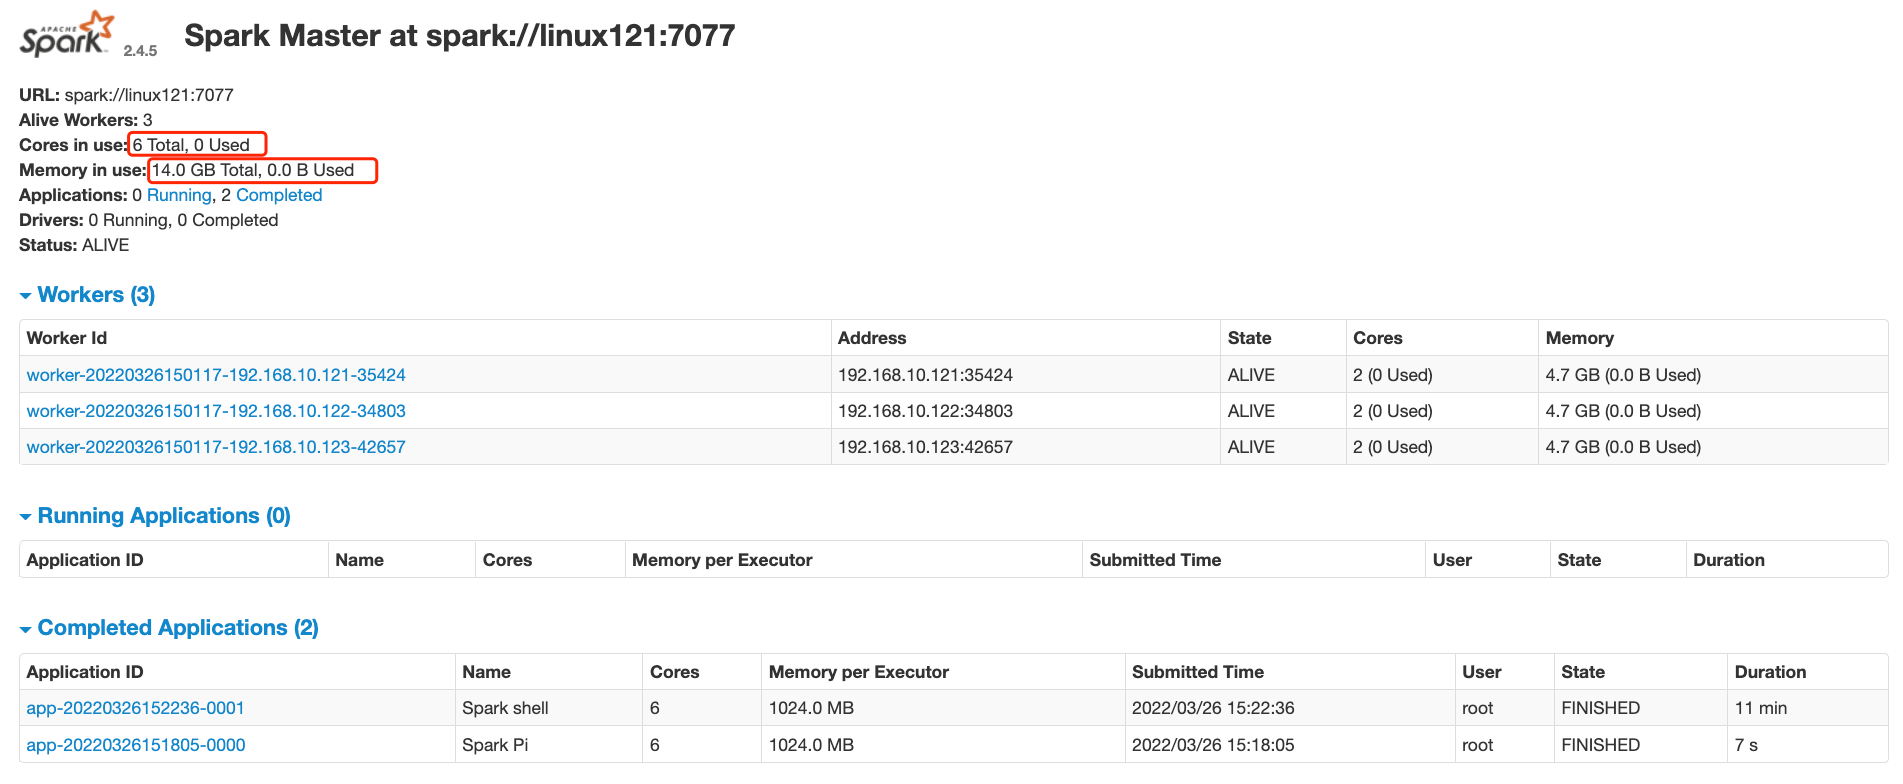 APACHE Spark 2.4.5 Spark Master at spark://linux121:7077
URL: spark://linux121:7077
Alive Workers: 3
Cores in use: 6 Total, 0 Used
Memory in use: 14.0 GB Total, 0.0 B Used
Applications: 0 Running, 2 Completed
Drivers: 0 Running, 0 Completed
Status: ALIVE
Workers (3)
Worker Id Address State Cores Memory
worker-20220326150117-192.168.10.121-35424 192.168.10.121:35424 ALIVE 2 (0 Used) 4.7 GB (0.0 B Used)
worker-20220326150117-192.168.10.122-34803 192.168.10.122:34803 ALIVE 2 (0 Used) 4.7 GB (0.0 B Used)
worker-20220326150117-192.168.10.123-42657 192.168.10.123:42657 ALIVE 2 (0 Used) 4.7 GB (0.0 B Used)
Running Applications (0)
Application ID Name Cores Memory per Executor Submitted Time User State Duration
Completed Applications (2)
Application ID Name Cores Memory per Executor Submitted Time User State Duration
app-20220326152236-0001 Spark shell 6 1024.0 MB 2022/03/26 15:22:36 root FINISHED 11 min
app-20220326151805-0000 Spark Pi 6 1024.0 MB 2022/03/26 15:18:05 root FINISHED 7 s